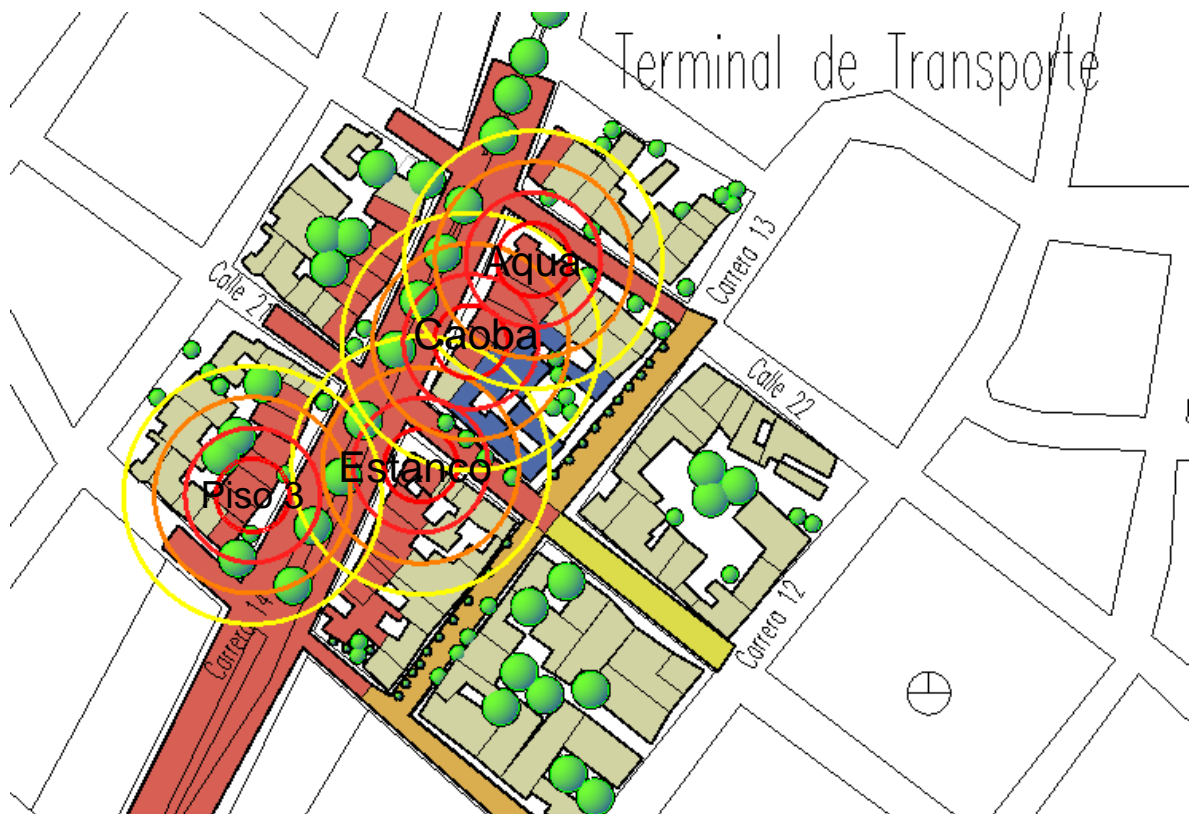 Terminal de Transporte
Aqua
Carrera 13
Calle 21
Caoba
Calle 22
Estanco
Piso 3
Carrera 14
Carrera 12